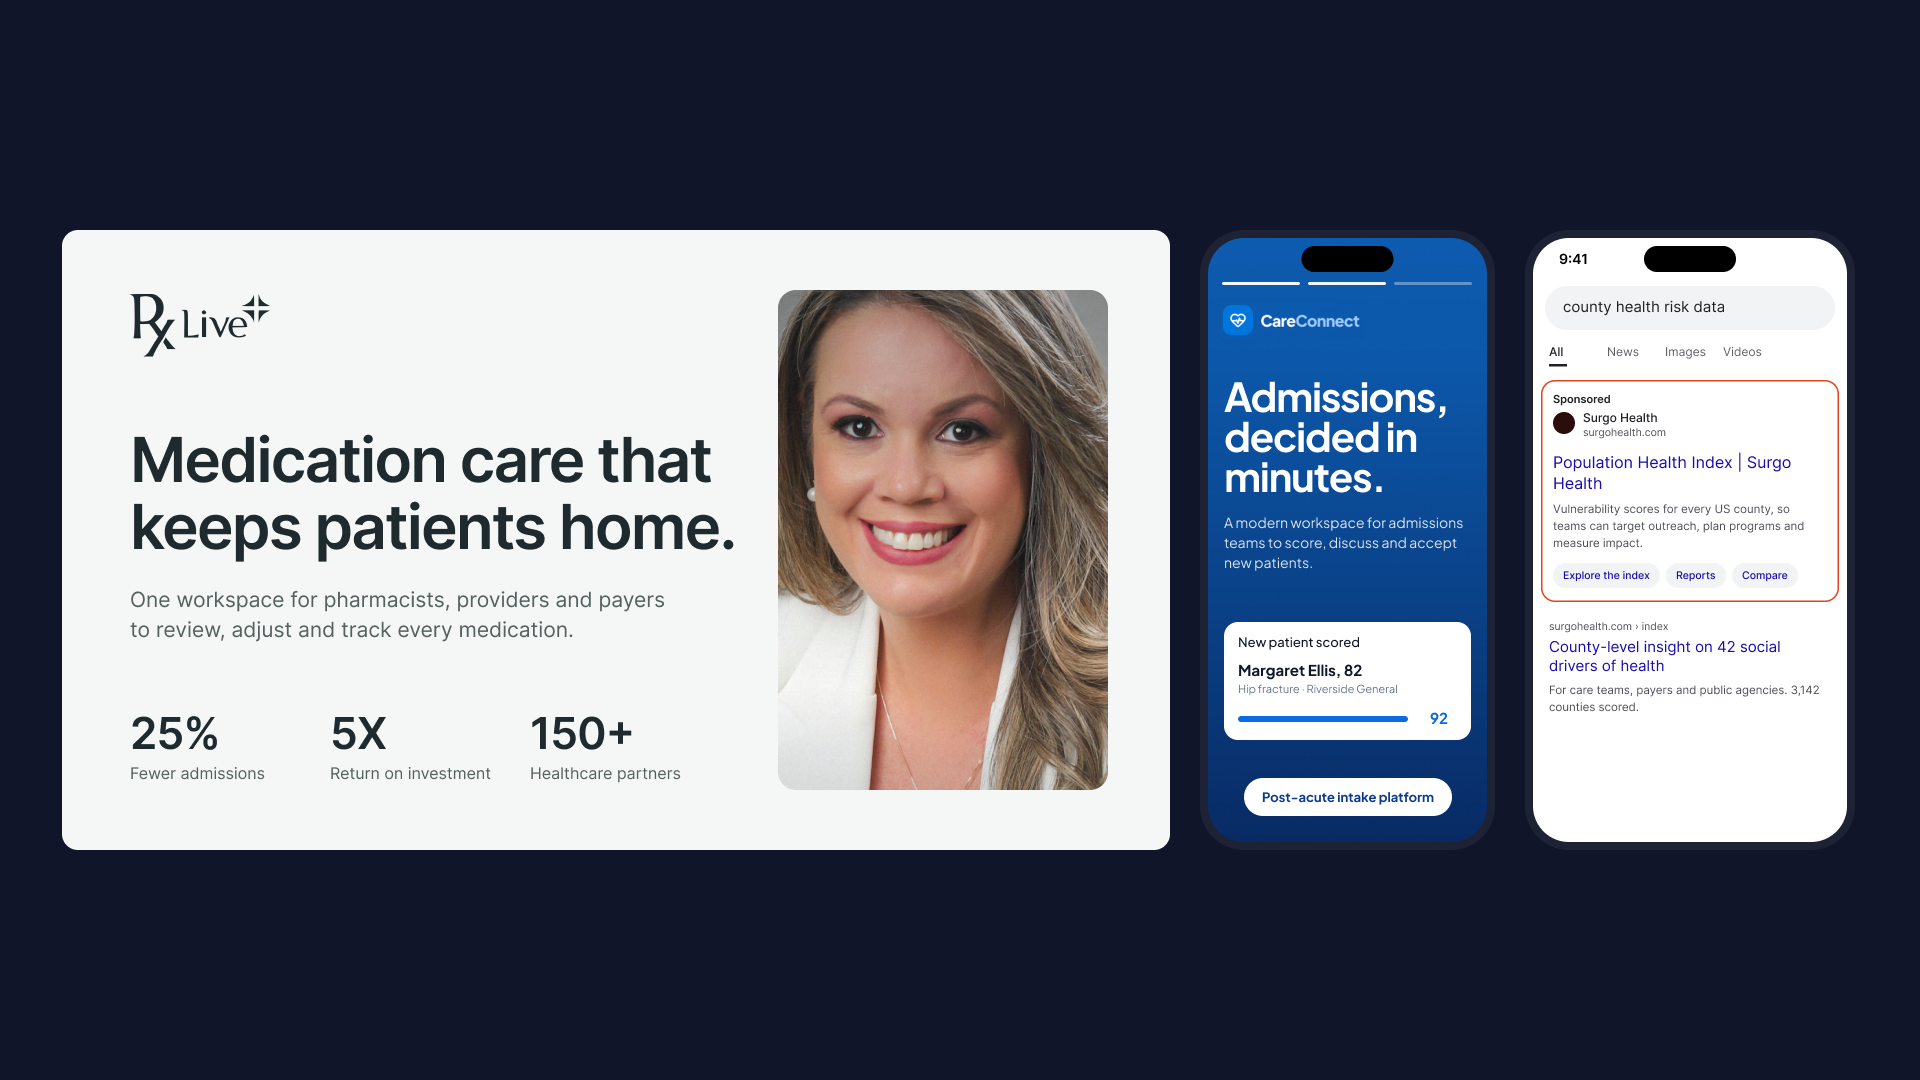 Rx Live
Medication care that
keeps patients home.
One workspace for pharmacists, providers and payers
to review, adjust and track every medication.
25%
Fewer admissions
5X
Return on investment
150+
Healthcare partners
CareConnect
Admissions,
decided in
minutes.
A modern workspace for admissions
teams to score, discuss and accept
new patients.
New patient scored
Margaret Ellis, 82
Hip fracture · Riverside General
92
Post-acute intake platform
9:41
county health risk data
All News Images Videos
Sponsored
Surgo Health
surgohealth.com
Population Health Index | Surgo
Health
Vulnerability scores for every US county, so
teams can target outreach, plan programs and
measure impact.
Explore the index Reports Compare
surgohealth.com › index
County-level insight on 42 social
drivers of health
For care teams, payers and public agencies. 3,142
counties scored.